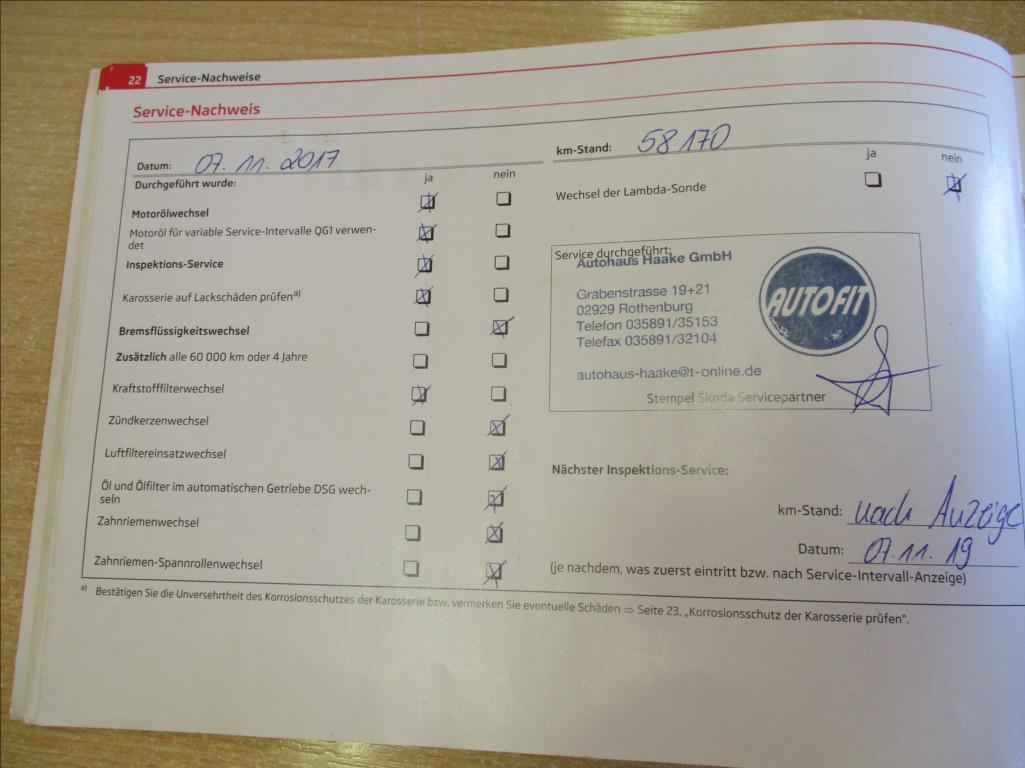 22 Service-Nachweise
Service-Nachweis
Datum: 07.11.2017
Durchgeführt wurde: ja nein
Motorölwechsel
Motoröl für variable Service-Intervalle QG1 verwen-
det
Inspektions-Service
Karosserie auf Lackschäden prüfen a)
Bremsflüssigkeitswechsel
Zusätzlich alle 60 000 km oder 4 Jahre
Kraftstofffilterwechsel
Zündkerzenwechsel
Luftfiltereinsatzwechsel
Öl und Ölfilter im automatischen Getriebe DSG wech-
seln
Zahnriemenwechsel
Zahnriemen-Spannrollenwechsel
km-Stand: 58170
ja nein
Wechsel der Lambda-Sonde
Service durchgeführt:
Autohaus Haake GmbH
Grabenstrasse 19+21
02929 Rothenburg
Telefon 035891/35153
Telefax 035891/32104
autohaus-haake@t-online.de
AUTOFIT
Stempel Škoda Servicepartner
Nächster Inspektions-Service:
km-Stand: nach Anzeige
Datum: 07.11.19
(je nachdem, was zuerst eintritt bzw. nach Service-Intervall-Anzeige)
a) Bestätigen Sie die Unversehrtheit des Korrosionsschutzes der Karosserie bzw. vermerken Sie eventuelle Schäden ⇒ Seite 23, „Korrosionsschutz der Karosserie prüfen“.